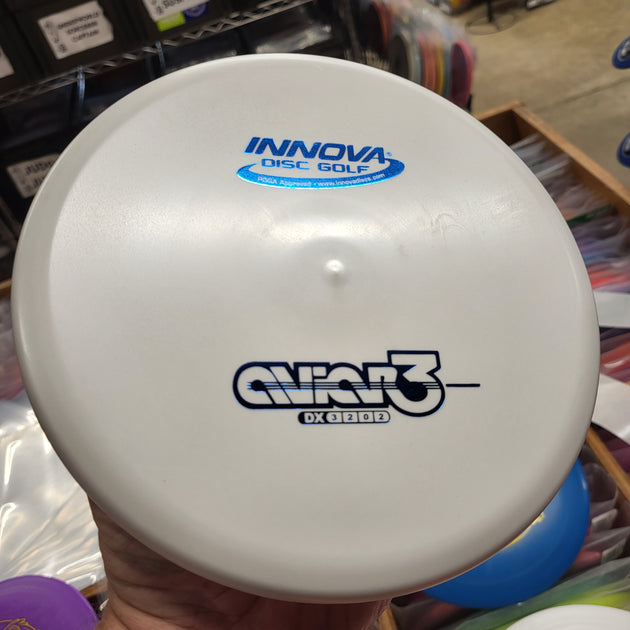 INNOVA
DISC GOLF
PDGA Approved • www.innovadiscs.com
aviar3
DX 3 2 0 2